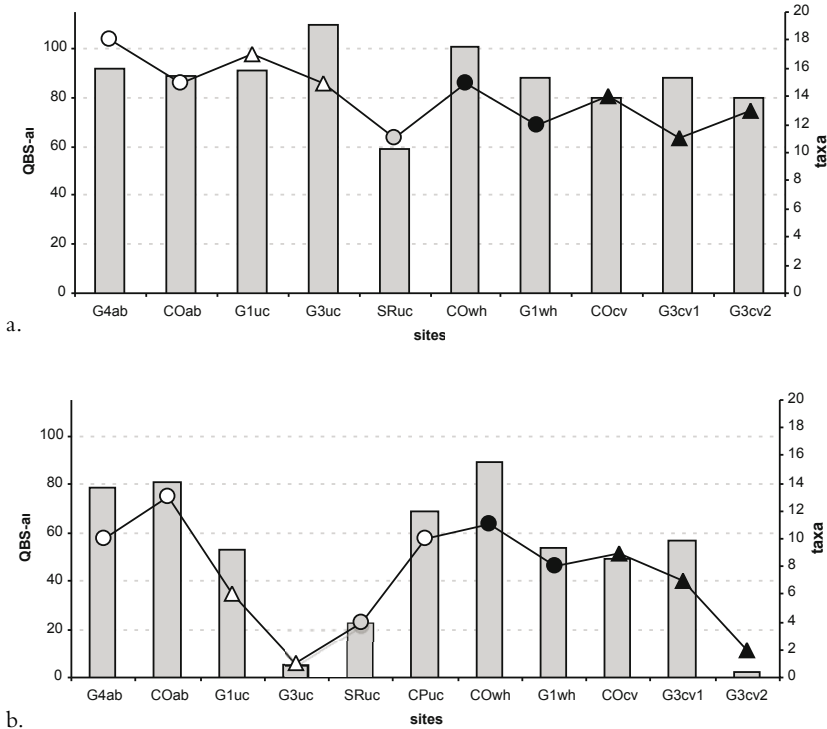 20
100 18
16
80 14
12
60 10
40 8
6
20 4
2
0 0
QBS-ar
taxa
G4ab COab G1uc G3uc SRuc COwh G1wh COcv G3cv1 G3cv2
sites
a.
20
100 18
16
80 14
12
60 10
40 8
6
20 4
2
0 0
QBS-ar
taxa
G4ab COab G1uc G3uc SRuc CPuc COwh G1wh COcv G3cv1 G3cv2
sites
b.